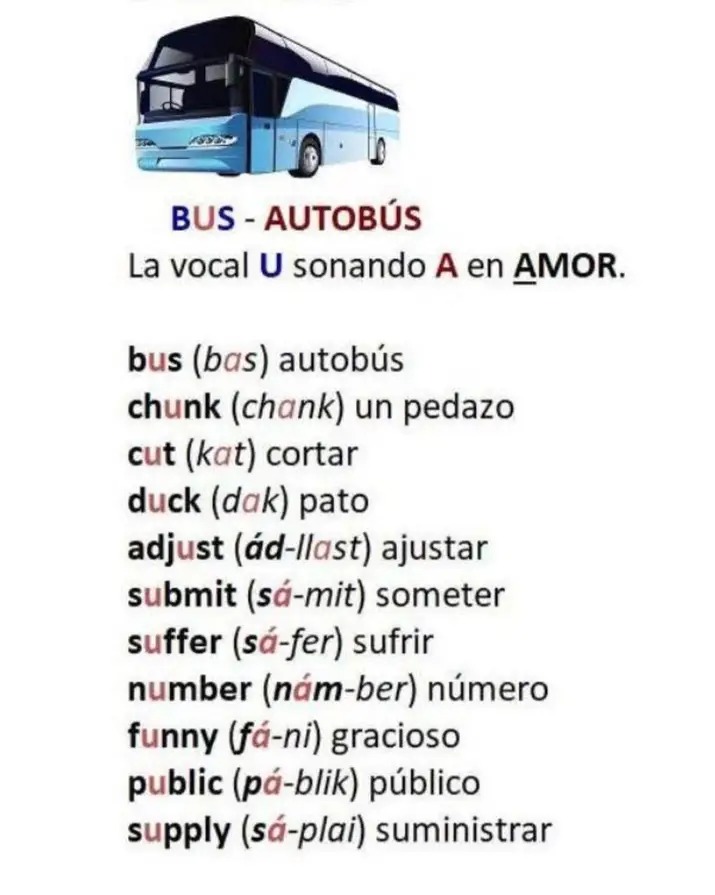 BUS - AUTOBÚS
La vocal U sonando A en AMOR.
bus (bas) autobús
chunk (chank) un pedazo
cut (kat) cortar
duck (dak) pato
adjust (ád-llast) ajustar
submit (sá-mit) someter
suffer (sá-fer) sufrir
number (nám-ber) número
funny (fá-ni) gracioso
public (pá-blik) público
supply (sá-plai) suministrar